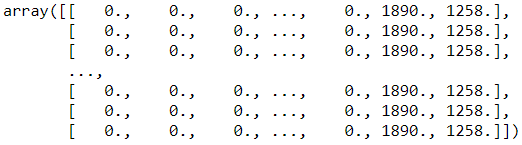 array([[   0.,    0.,    0., ...,    0., 1890., 1258.],
       [   0.,    0.,    0., ...,    0., 1890., 1258.],
       [   0.,    0.,    0., ...,    0., 1890., 1258.],
       ...,
       [   0.,    0.,    0., ...,    0., 1890., 1258.],
       [   0.,    0.,    0., ...,    0., 1890., 1258.],
       [   0.,    0.,    0., ...,    0., 1890., 1258.]])